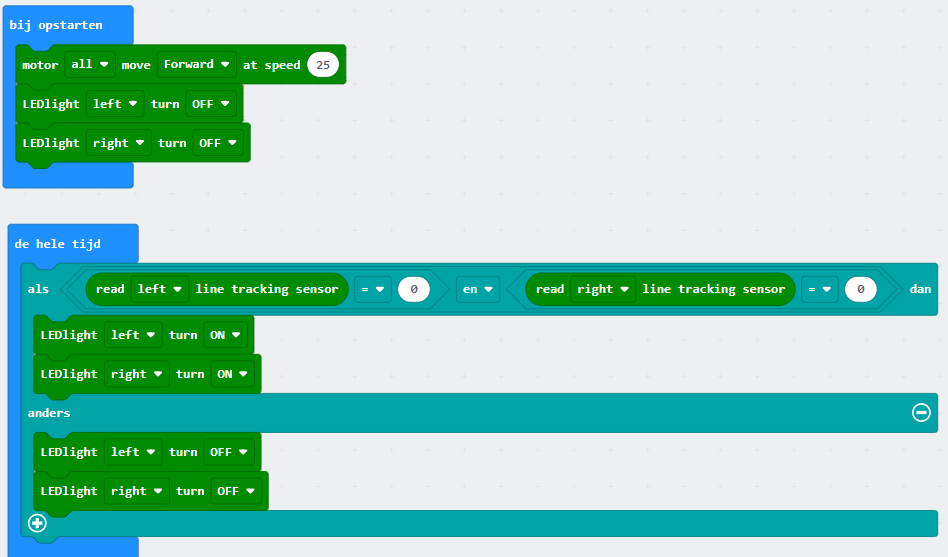 bij opstarten
motor all move Forward at speed 25
LEDlight left turn OFF
LEDlight right turn OFF
de hele tijd
als read left line tracking sensor = 0 en read right line tracking sensor = 0 dan
LEDlight left turn ON
LEDlight right turn ON
anders
LEDlight left turn OFF
LEDlight right turn OFF